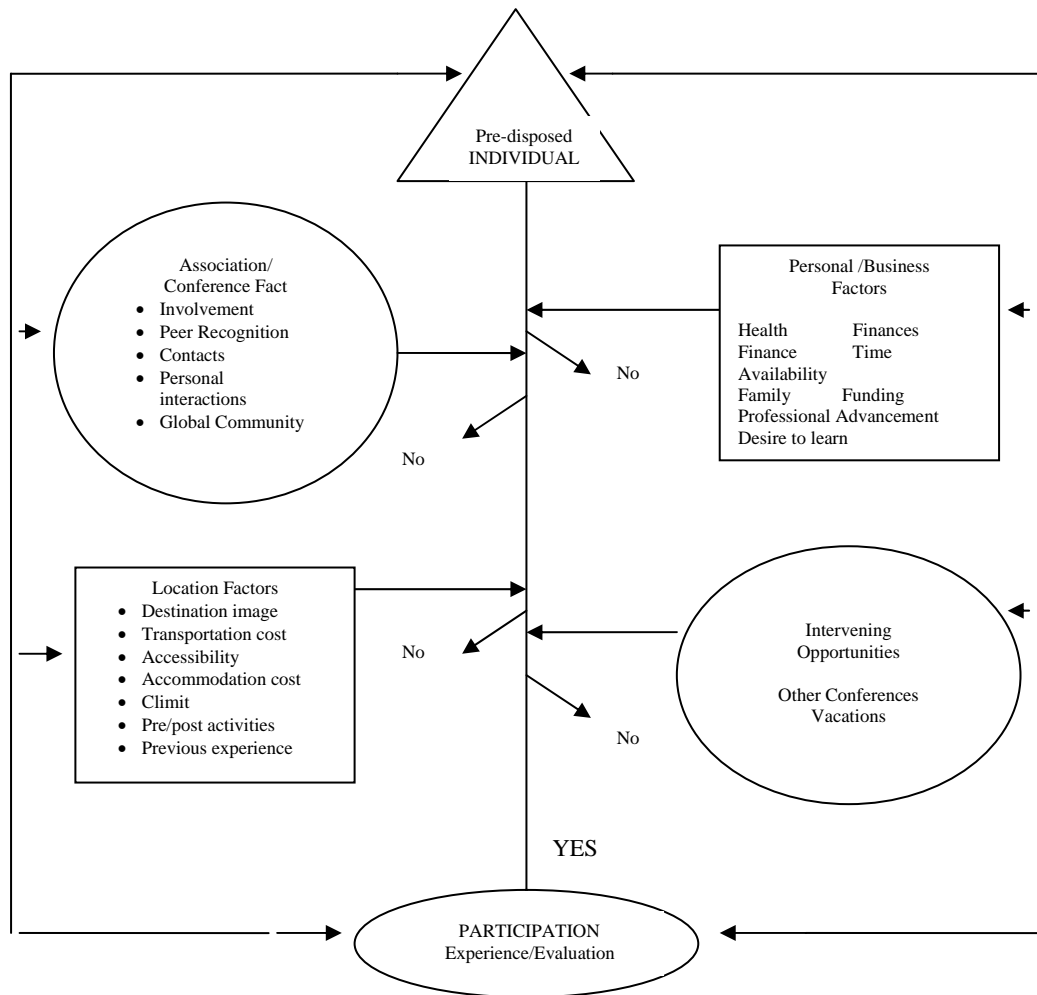 Pre-disposed
INDIVIDUAL
Association/
Conference Fact
• Involvement
• Peer Recognition
• Contacts
• Personal
interactions
• Global Community
Personal /Business
Factors
Health Finances
Finance Time
Availability
Family Funding
Professional Advancement
Desire to learn
No
No
Location Factors
• Destination image
• Transportation cost
• Accessibility
• Accommodation cost
• Climit
• Pre/post activities
• Previous experience
No
Intervening
Opportunities
Other Conferences
Vacations
No
YES
PARTICIPATION
Experience/Evaluation